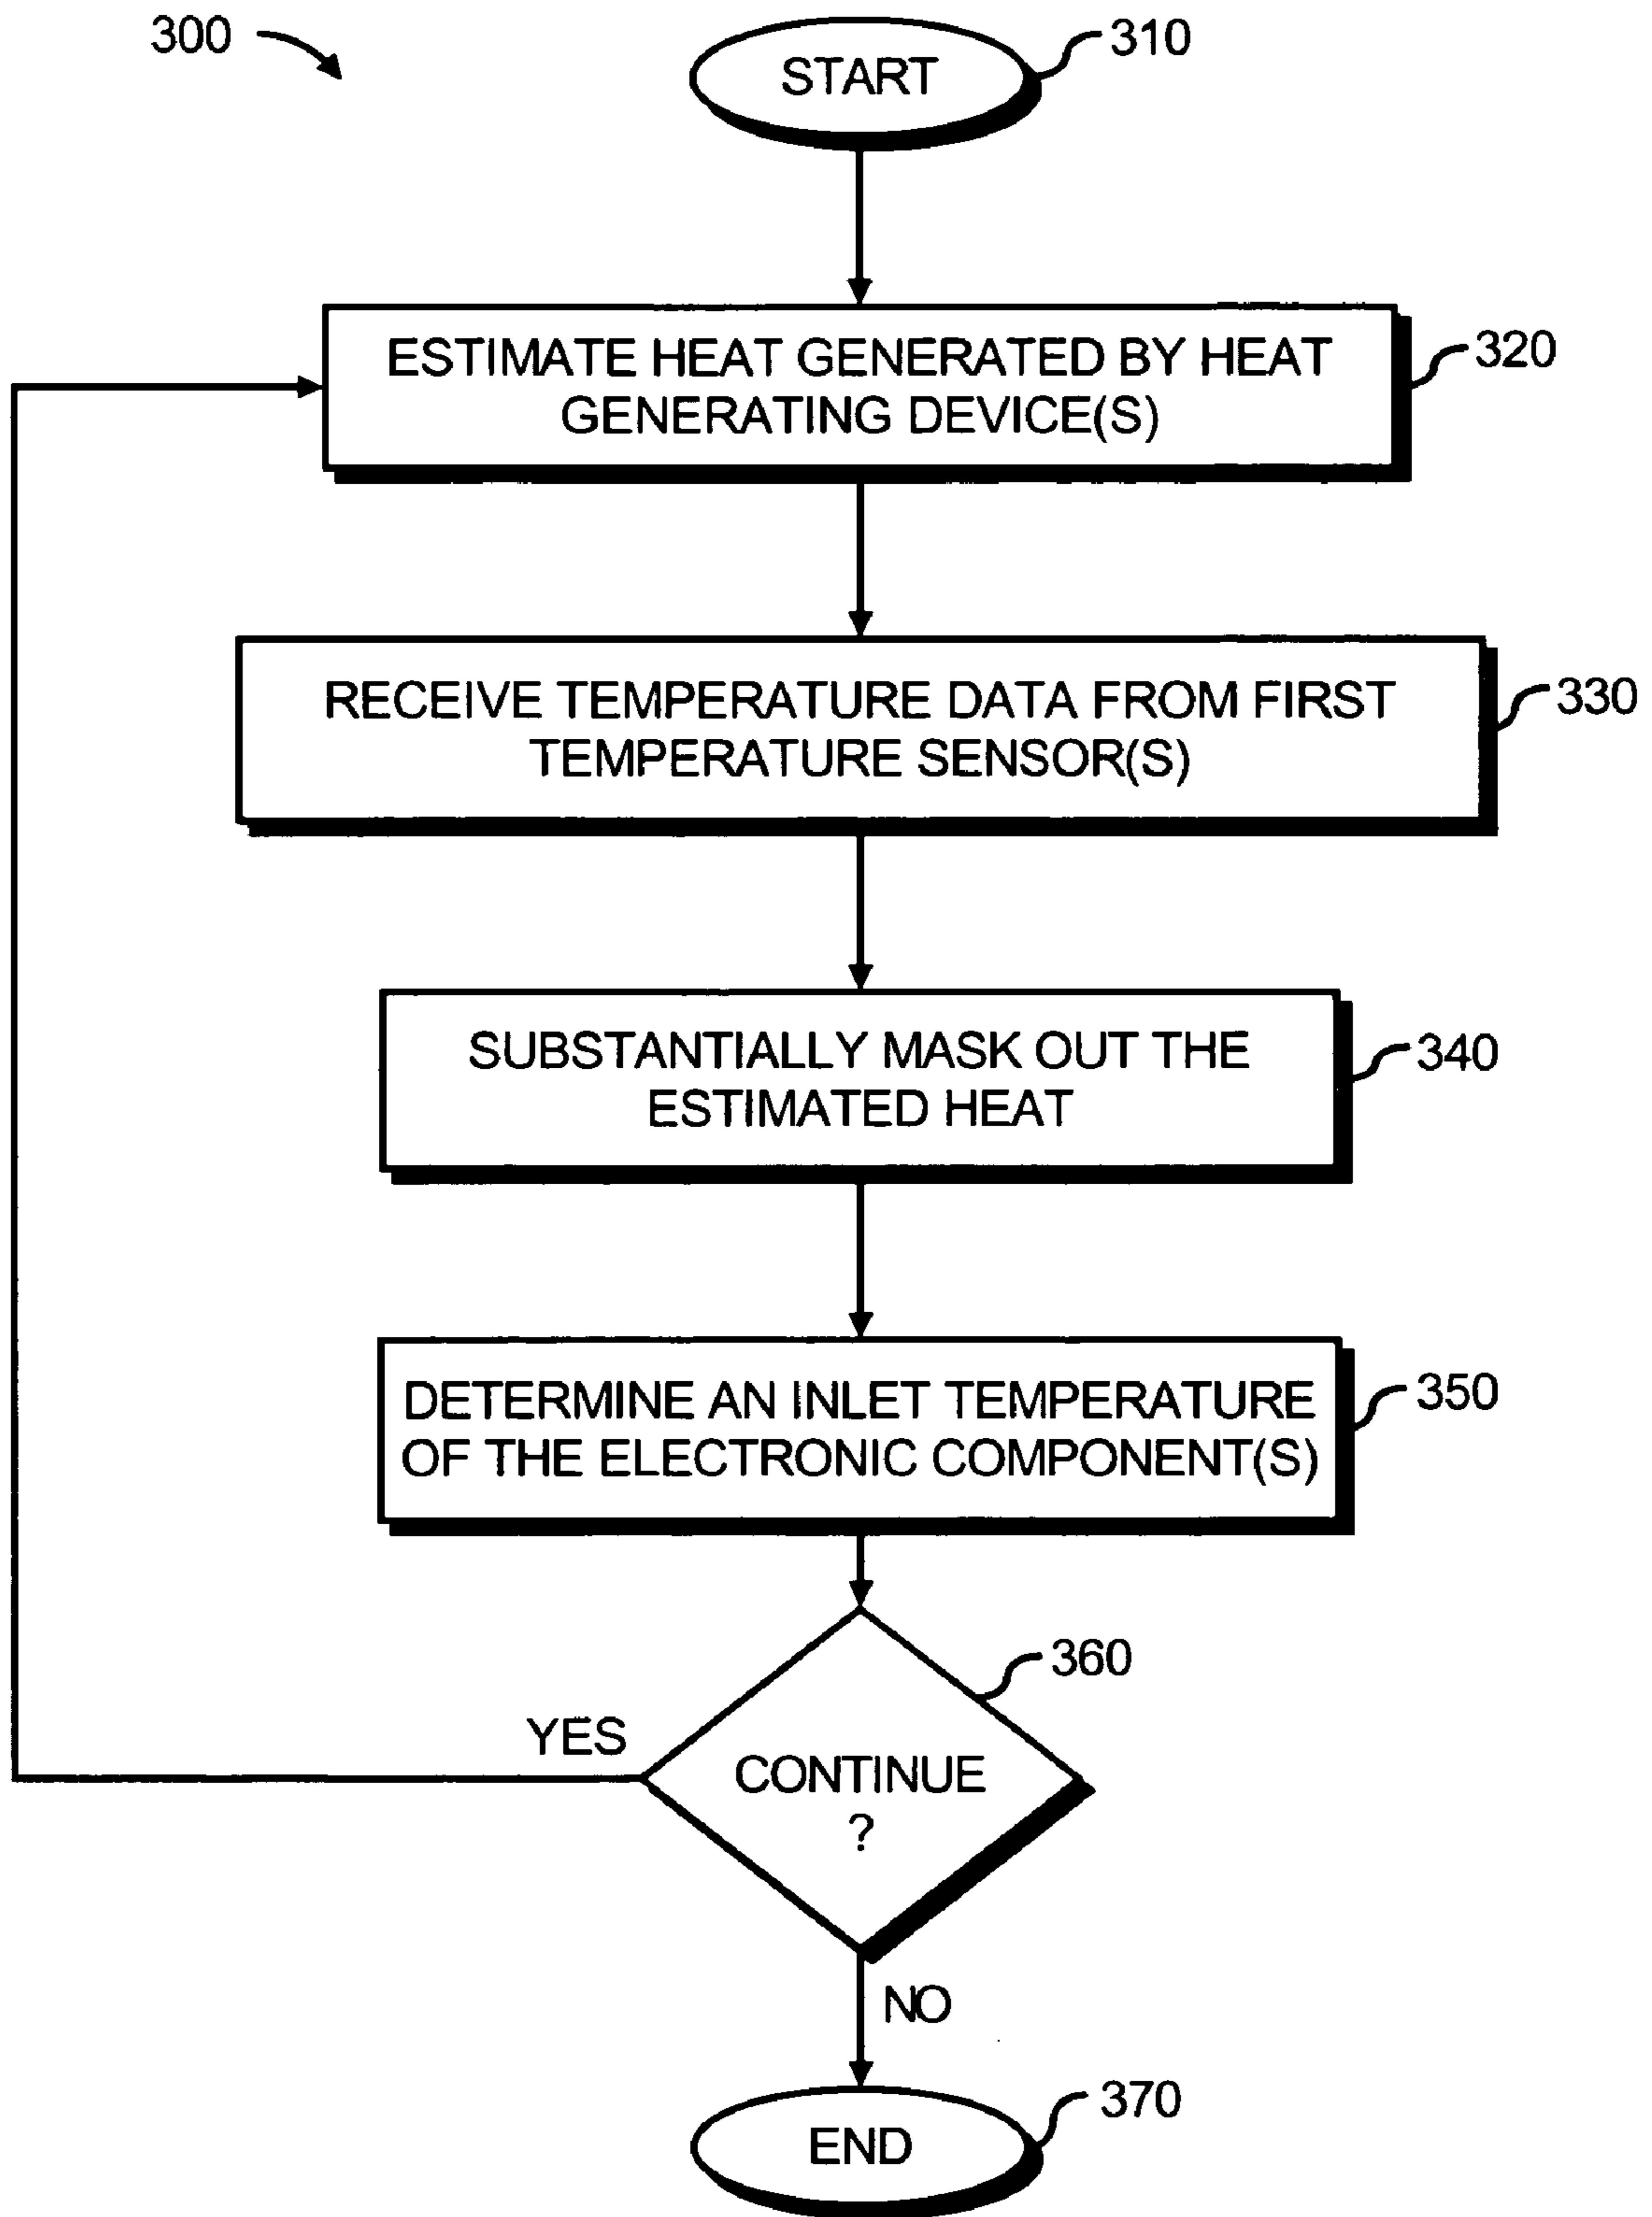 300
START
310
ESTIMATE HEAT GENERATED BY HEAT
GENERATING DEVICE(S)
320
RECEIVE TEMPERATURE DATA FROM FIRST
TEMPERATURE SENSOR(S)
330
SUBSTANTIALLY MASK OUT THE
ESTIMATED HEAT
340
DETERMINE AN INLET TEMPERATURE
OF THE ELECTRONIC COMPONENT(S)
350
360
YES
CONTINUE
?
NO
370
END